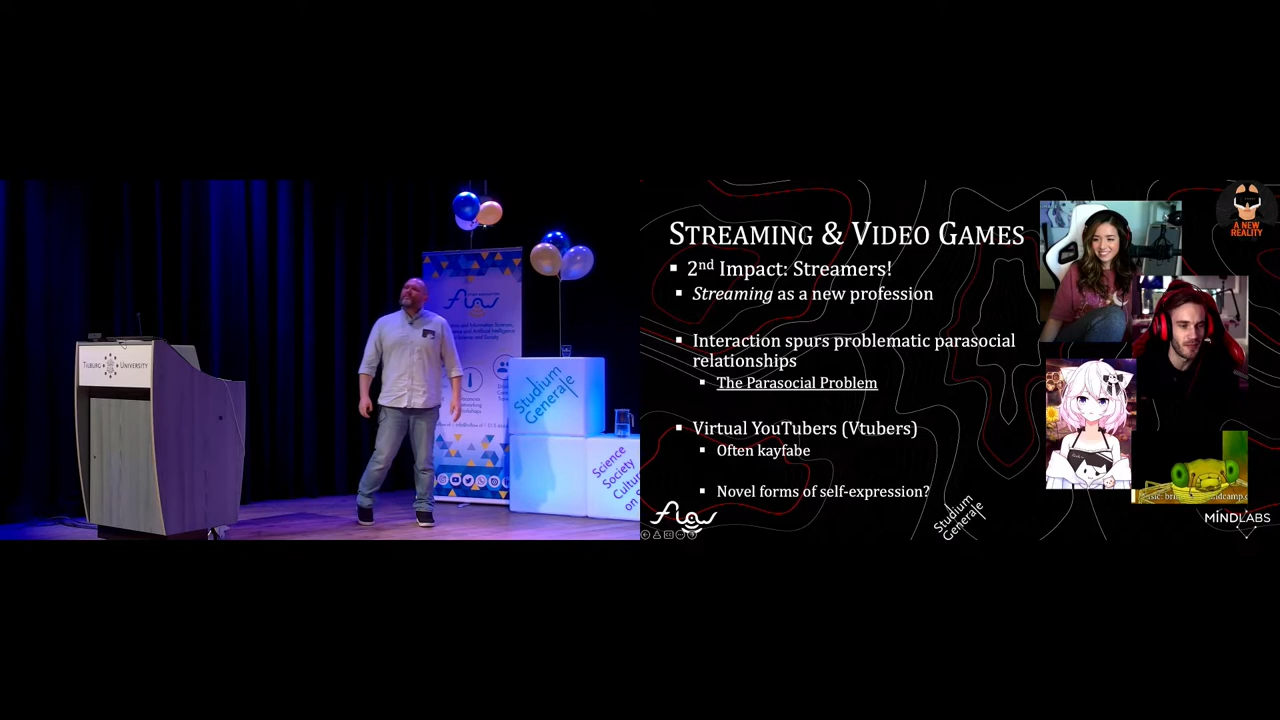 TILBURG UNIVERSITY
flow
Studium
Generale
Science
Society
on
STREAMING & VIDEO GAMES
▪ 2nd Impact: Streamers!
▪ Streaming as a new profession
▪ Interaction spurs problematic parasocial
relationships
▪ The Parasocial Problem
▪ Virtual YouTubers (Vtubers)
▪ Often kayfabe
▪ Novel forms of self-expression?
Studium
Generale
A NEW
REALITY
MINDLABS